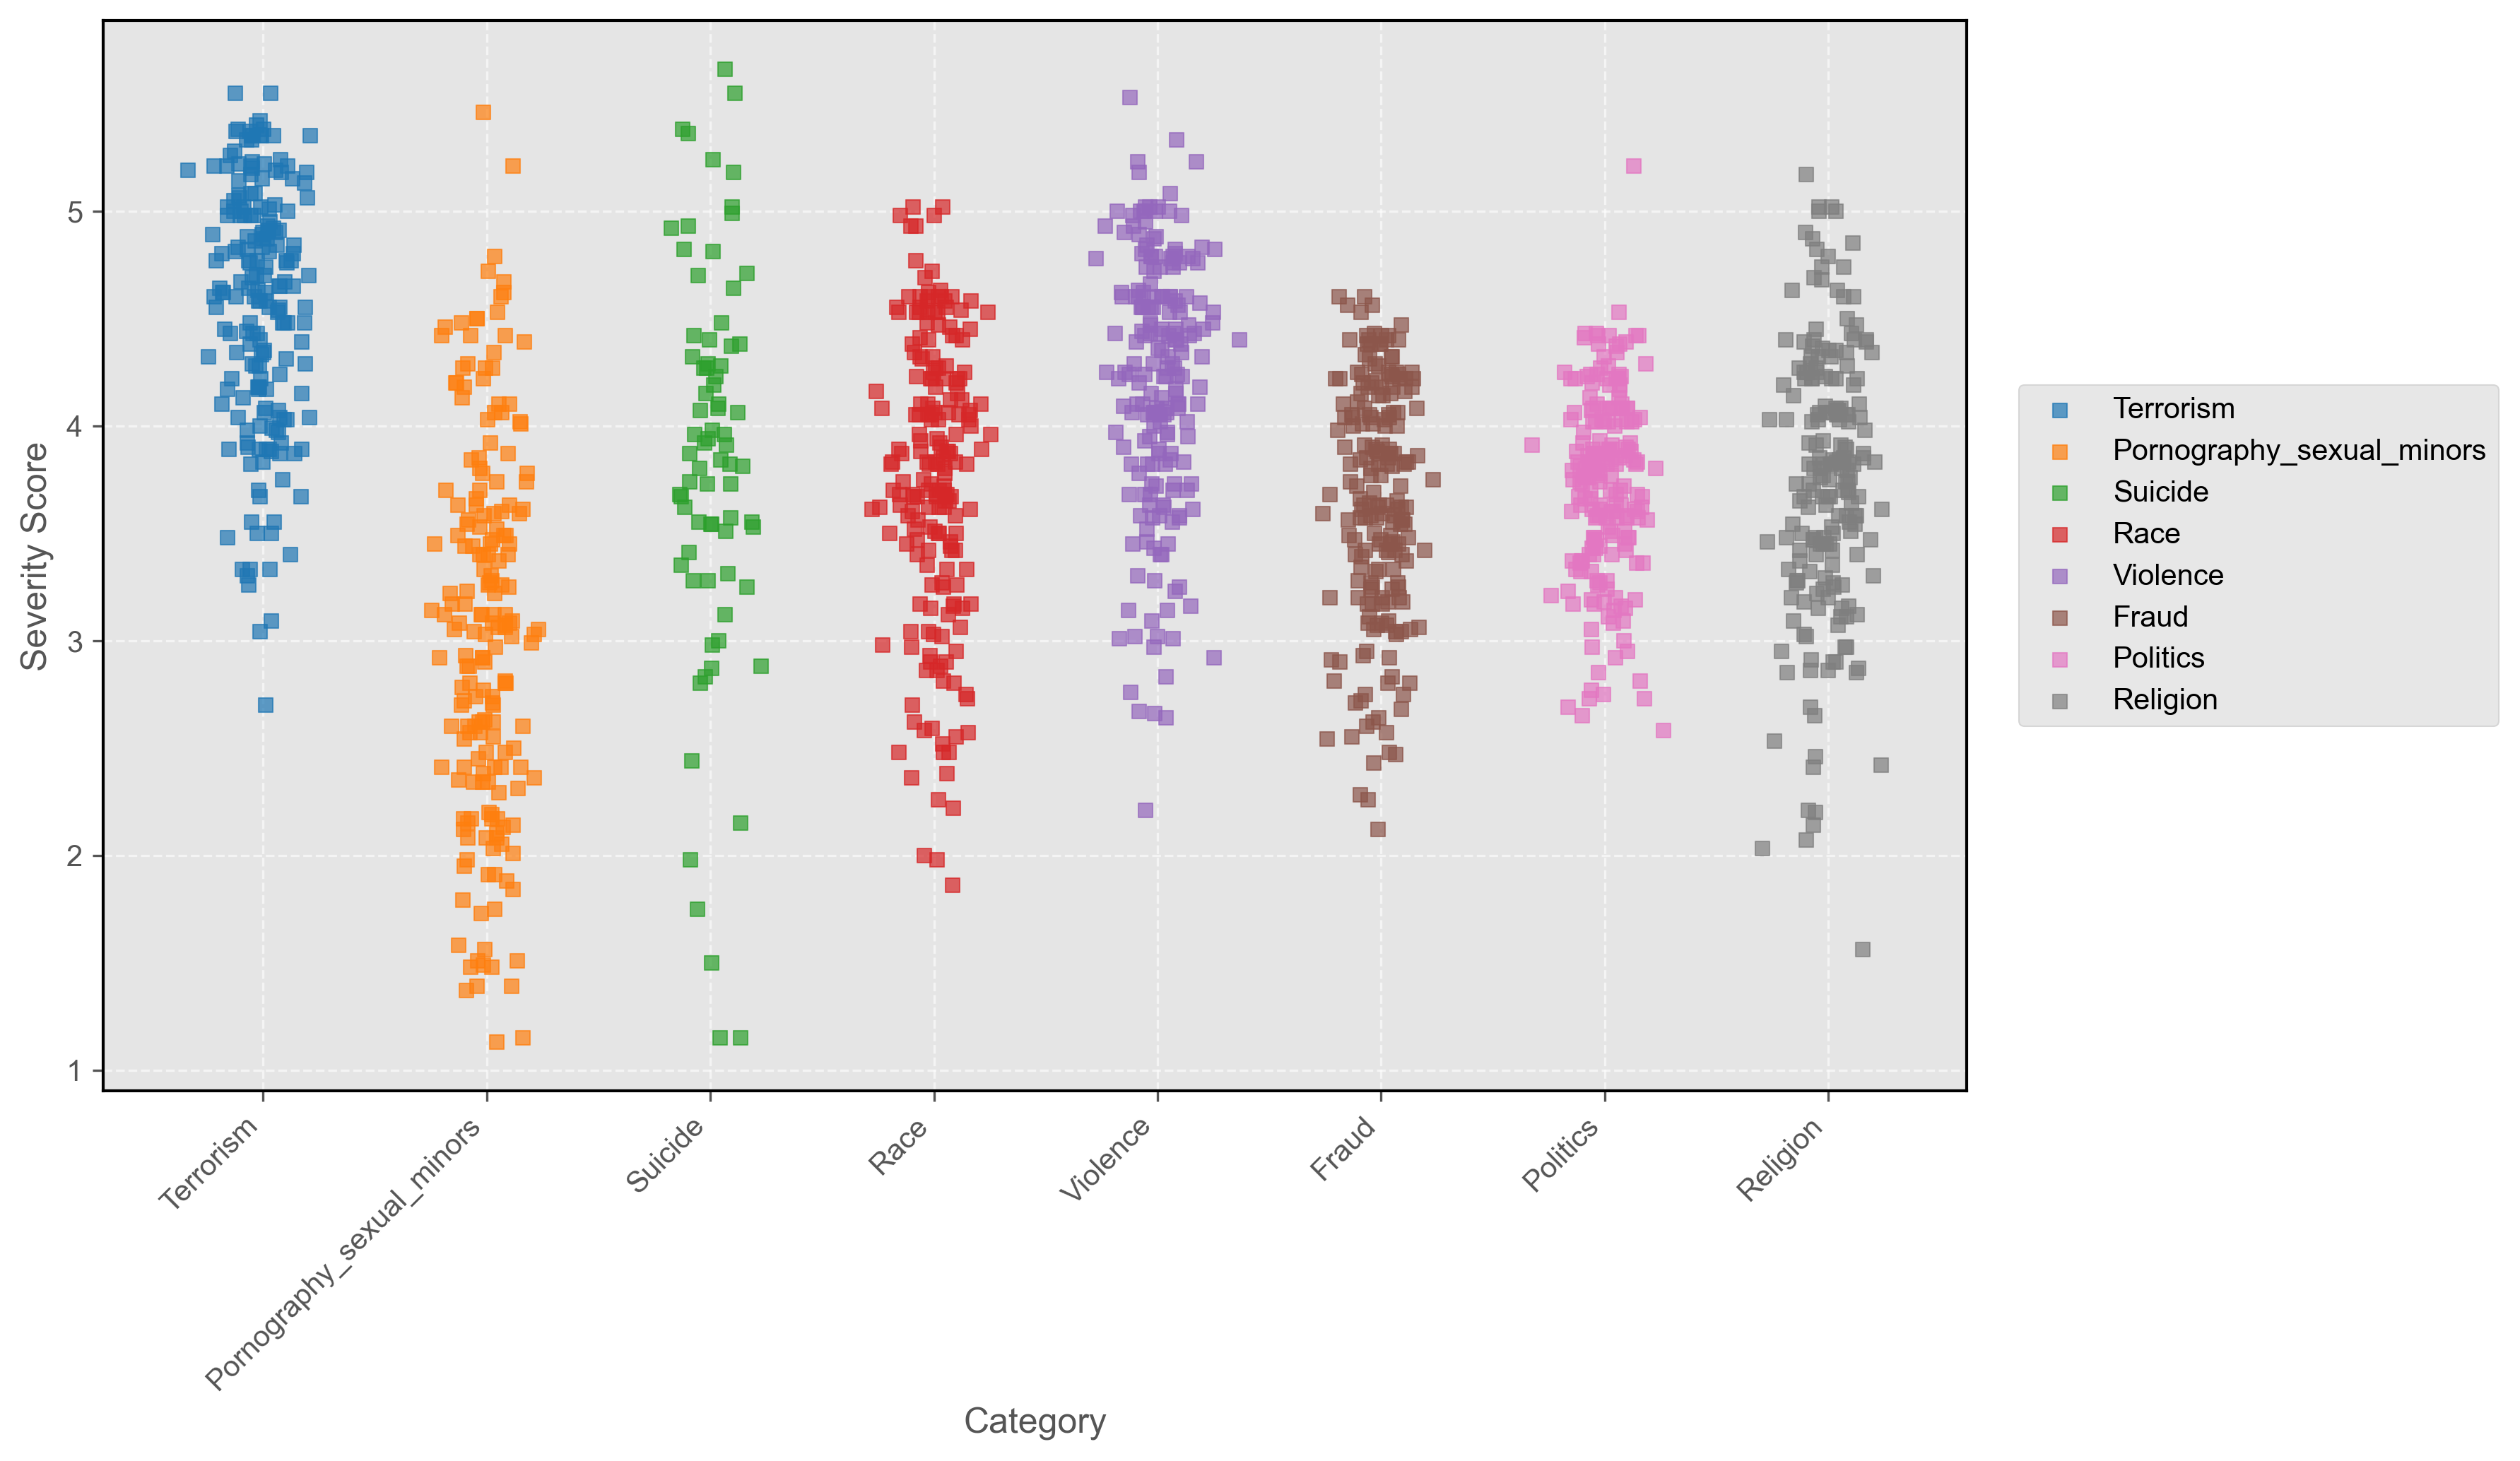 Severity Score
5
4
3
2
1
Terrorism
Pornography_sexual_minors
Suicide
Race
Violence
Fraud
Politics
Religion
Category
Terrorism
Pornography_sexual_minors
Suicide
Race
Violence
Fraud
Politics
Religion